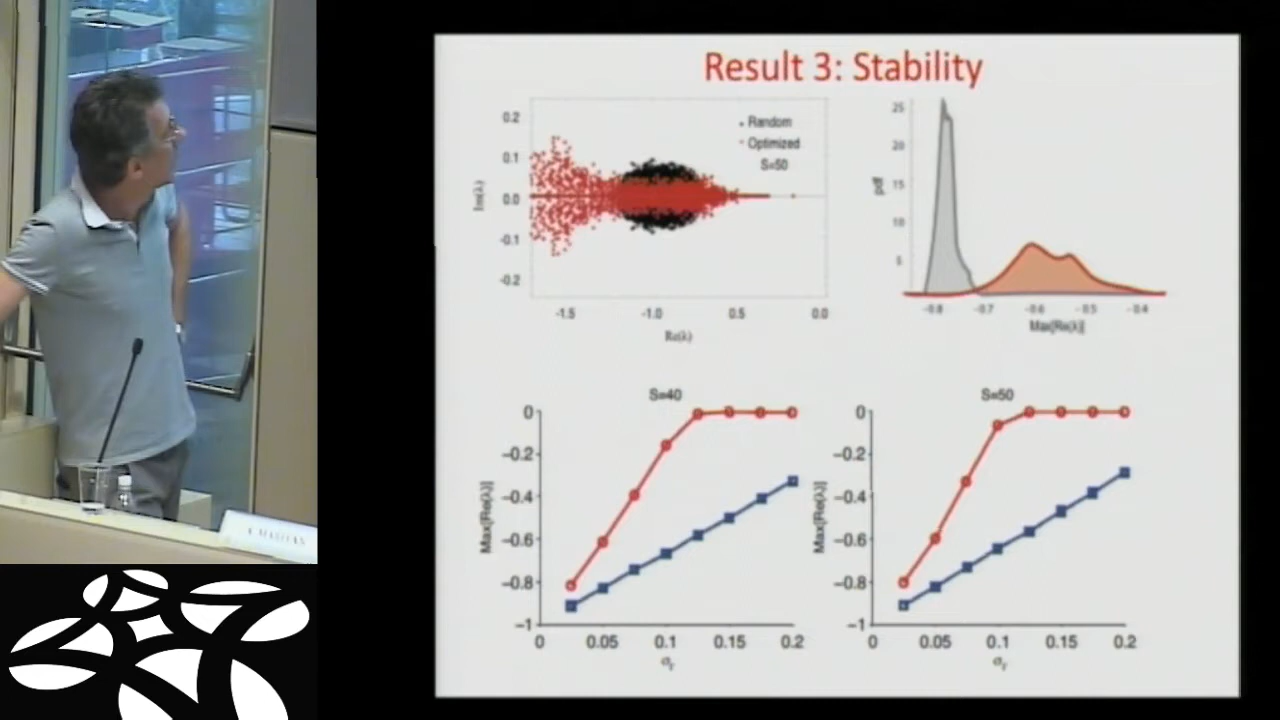 Result 3: Stability
0.2
0.1
0.0
-0.1
-0.2
Im(λ)
• Random
• Optimized
S=50
-1.5
-1.0
0.5
0.0
Re(λ)
25
20
15
10
5
pdf
-0.8
-0.7
-0.6
-0.5
-0.4
Max[Re(λ)]
S=40
0
−0.2
−0.4
−0.6
−0.8
−1
Max[Re(λ)]
0
0.05
0.1
0.15
0.2
σΓ
S=50
0
−0.2
−0.4
−0.6
−0.8
−1
Max[Re(λ)]
0
0.05
0.1
0.15
0.2
σΓ